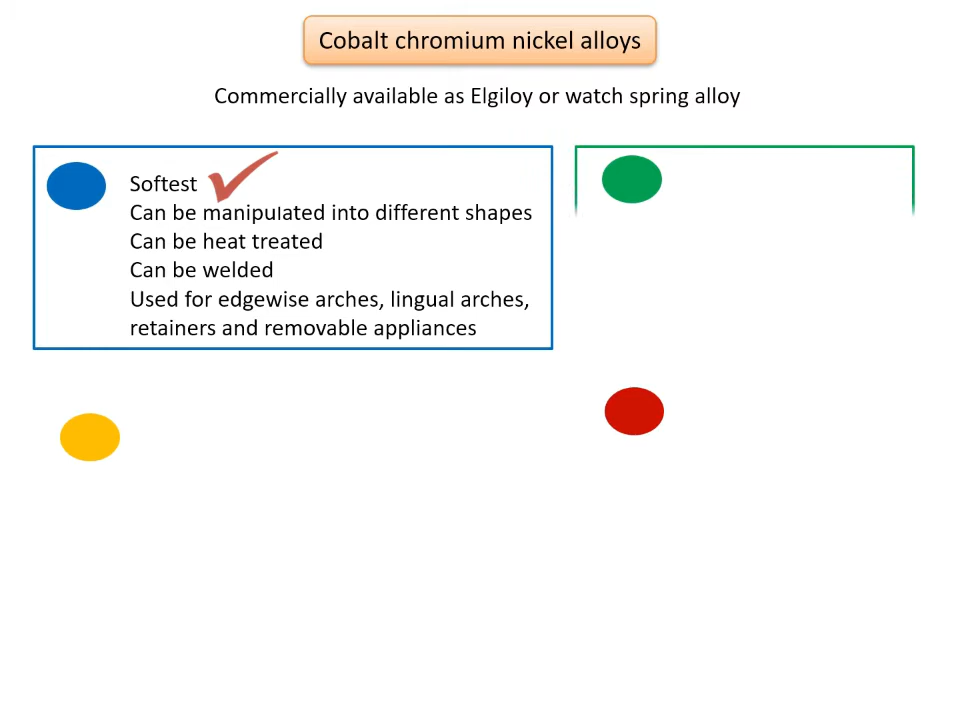 Cobalt chromium nickel alloys
Commercially available as Elgiloy or watch spring alloy
Softest
Can be manipulated into different shapes
Can be heat treated
Can be welded
Used for edgewise arches, lingual arches,
retainers and removable appliances